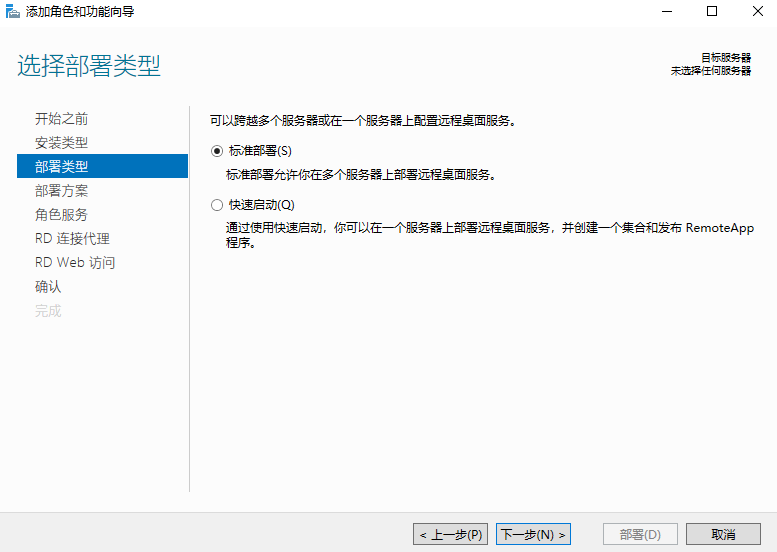 添加角色和功能向导
选择部署类型
目标服务器
未选择任何服务器
开始之前
安装类型
部署类型
部署方案
角色服务
RD 连接代理
RD Web 访问
确认
完成
可以跨越多个服务器或在一个服务器上配置远程桌面服务。
标准部署(S)
标准部署允许你在多个服务器上部署远程桌面服务。
快速启动(Q)
通过使用快速启动，你可以在一个服务器上部署远程桌面服务，并创建一个集合和发布 RemoteApp
程序。
< 上一步(P)
下一步(N) >
部署(D)
取消